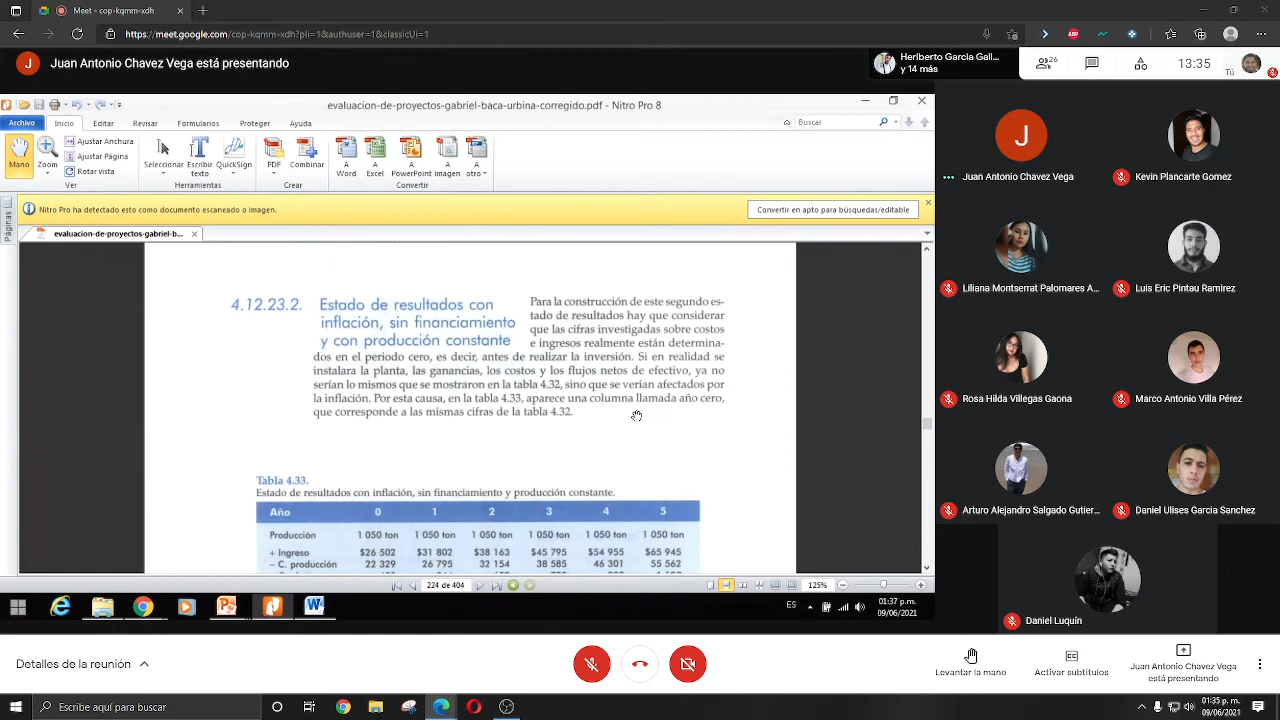 Meet - cop-kqmm-xdh
https://meet.google.com/cop-kqmm-xdh?pli=1&authuser=1&classIdU=1
J
Juan Antonio Chavez Vega está presentando
Heriberto Garcia Gall...
y 14 más
26
13:35
Tú
evaluacion-de-proyectos-gabriel-baca-urbina-corregido.pdf - Nitro Pro 8
Archivo
Inicio
Editar
Revisar
Formularios
Proteger
Ayuda
Buscar
Mano
Zoom
Ajustar Anchura
Ajustar Página
Rotar vista
Ver
Seleccionar
Escribir texto
QuickSign
Herramientas
PDF
Combinar
Crear
A Word
A Excel
A PowerPoint
A imagen
A otro
Convertir
Nitro Pro ha detectado esto como documento escaneado o imagen.
Convertir en apto para búsquedas/editable
Páginas
evaluacion-de-proyectos-gabriel-b...
4.12.23.2. Estado de resultados con
inflación, sin financiamiento
y con producción constante
Para la construcción de este segundo es-
tado de resultados hay que considerar
que las cifras investigadas sobre costos
e ingresos realmente están determina-
dos en el periodo cero, es decir, antes de realizar la inversión. Si en realidad se
instalara la planta, las ganancias, los costos y los flujos netos de efectivo, ya no
serían lo mismos que se mostraron en la tabla 4.32, sino que se verían afectados por
la inflación. Por esta causa, en la tabla 4.33, aparece una columna llamada año cero,
que corresponde a las mismas cifras de la tabla 4.32.
Tabla 4.33.
Estado de resultados con inflación, sin financiamiento y producción constante.
Año 0 1 2 3 4 5
Producción 1 050 ton 1 050 ton 1 050 ton 1 050 ton 1 050 ton 1 050 ton
+ Ingreso $26 502 $31 802 $38 163 $45 795 $54 955 $65 945
− C. producción 22 329 26 795 32 154 38 585 46 301 55 562
224 de 404
125%
ES
01:37 p.m.
09/06/2021
J
Juan Antonio Chavez Vega
Kevin Plancarte Gomez
Liliana Montserrat Palomares A...
Luis Eric Pintau Ramirez
Rosa Hilda Villegas Gaona
Marco Antonio Villa Pérez
Arturo Alejandro Salgado Gutier...
Daniel Ulises Garcia Basset
Daniel Luquín
Detalles de la reunión
Levantar la mano
Activar subtítulos
Juan Antonio Chavez Vega
está presentando
Escribe aquí para buscar
01:35 p.m.
09/06/2021